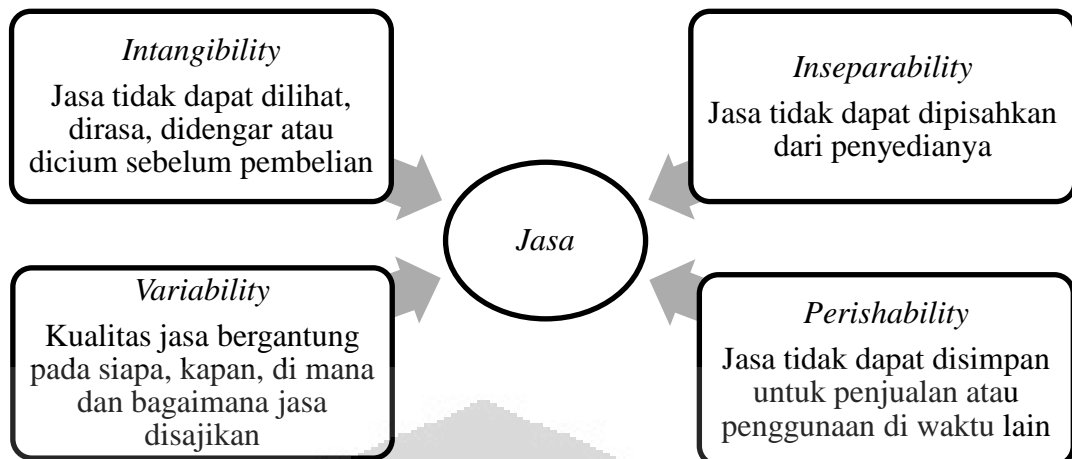 Intangibility
Jasa tidak dapat dilihat,
dirasa, didengar atau
dicium sebelum pembelian
Inseparability
Jasa tidak dapat dipisahkan
dari penyedianya
Jasa
Variability
Kualitas jasa bergantung
pada siapa, kapan, di mana
dan bagaimana jasa
disajikan
Perishability
Jasa tidak dapat disimpan
untuk penjualan atau
penggunaan di waktu lain